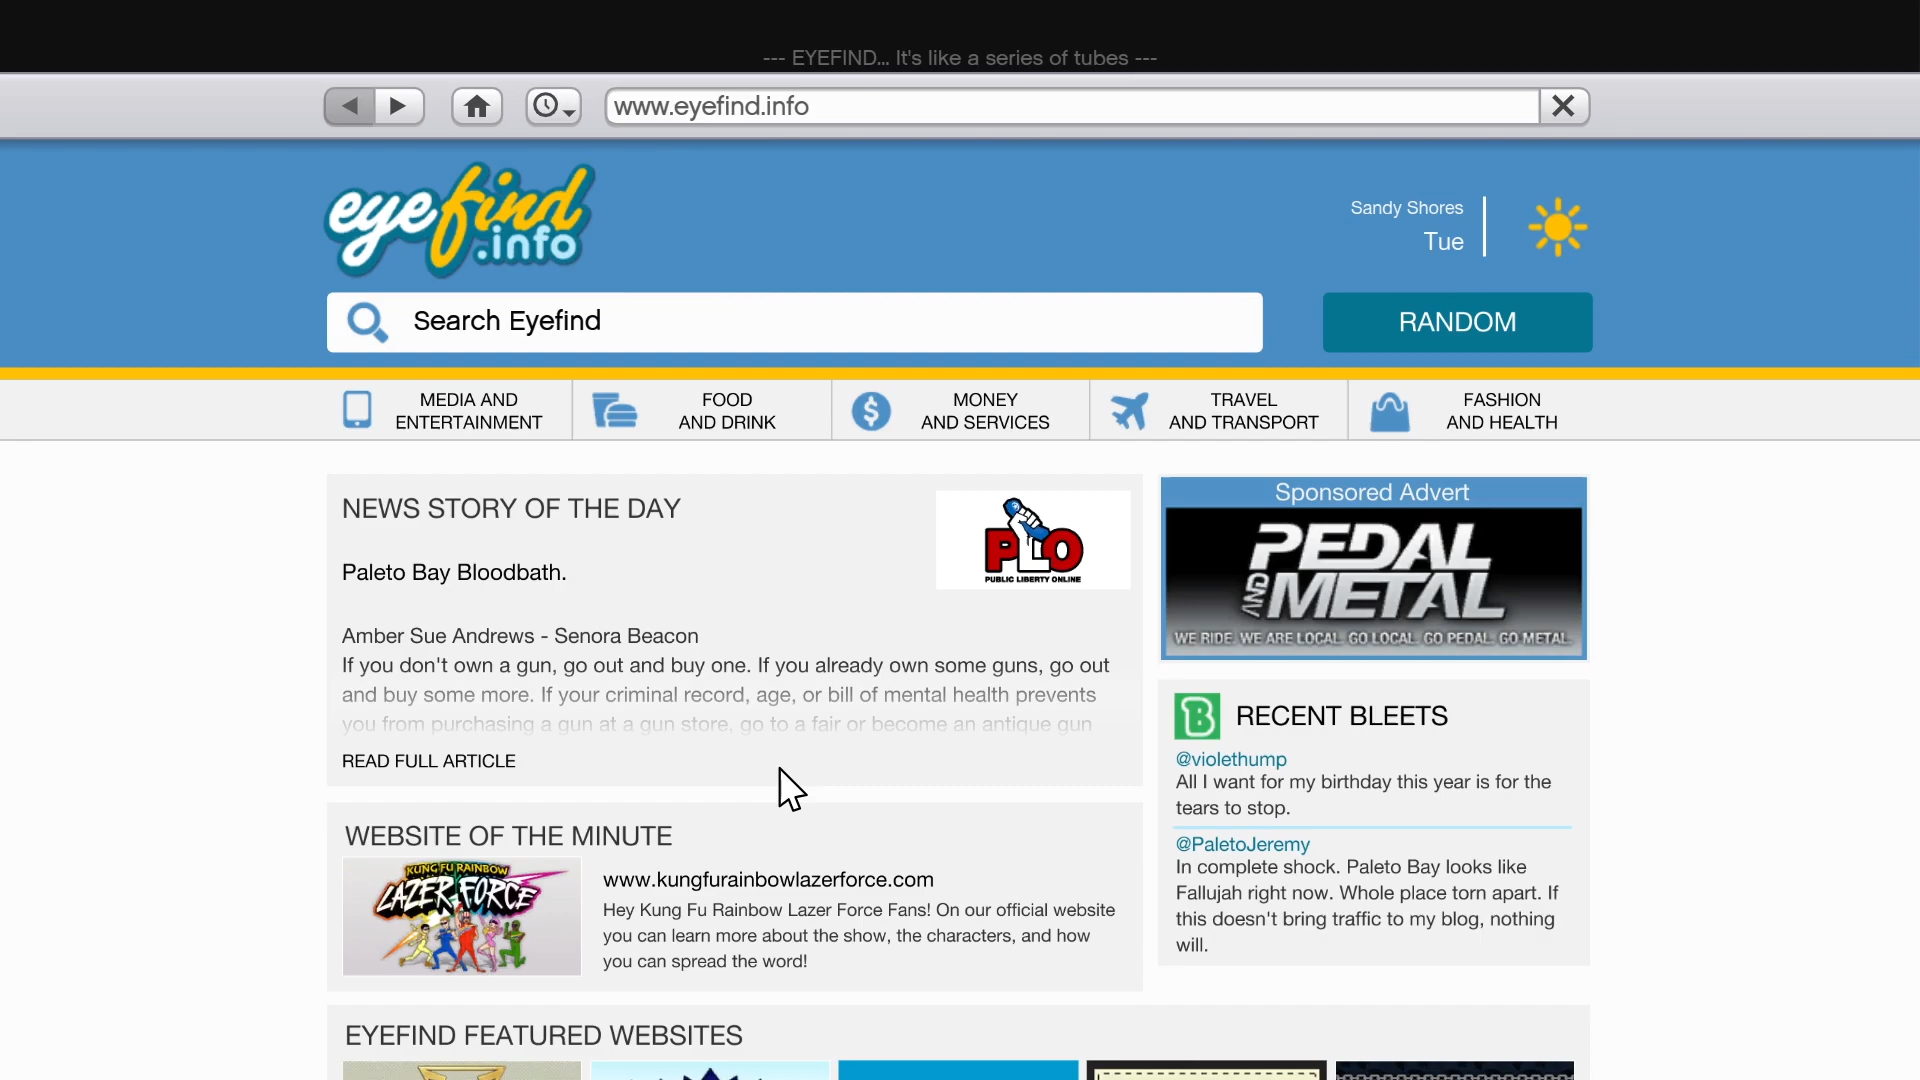 --- EYEFIND... It's like a series of tubes ---
www.eyefind.info
eyefind
.info
Sandy Shores
Tue
Search Eyefind
RANDOM
MEDIA AND
ENTERTAINMENT
FOOD
AND DRINK
MONEY
AND SERVICES
TRAVEL
AND TRANSPORT
FASHION
AND HEALTH
NEWS STORY OF THE DAY
PLO
PUBLIC LIBERTY ONLINE
Paleto Bay Bloodbath.
Amber Sue Andrews - Senora Beacon
If you don't own a gun, go out and buy one. If you already own some guns, go out
and buy some more. If your criminal record, age, or bill of mental health prevents
you from purchasing a gun at a gun store, go to a fair or become an antique gun
READ FULL ARTICLE
Sponsored Advert
PEDAL
AND METAL
WE RIDE. WE ARE LOCAL. GO LOCAL. GO PEDAL. GO METAL.
B RECENT BLEETS
@violethump
All I want for my birthday this year is for the
tears to stop.
@PaletoJeremy
In complete shock. Paleto Bay looks like
Fallujah right now. Whole place torn apart. If
this doesn't bring traffic to my blog, nothing
will.
WEBSITE OF THE MINUTE
KUNG FU RAINBOW
LAZER FORCE
www.kungfurainbowlazerforce.com
Hey Kung Fu Rainbow Lazer Force Fans! On our official website
you can learn more about the show, the characters, and how
you can spread the word!
EYEFIND FEATURED WEBSITES